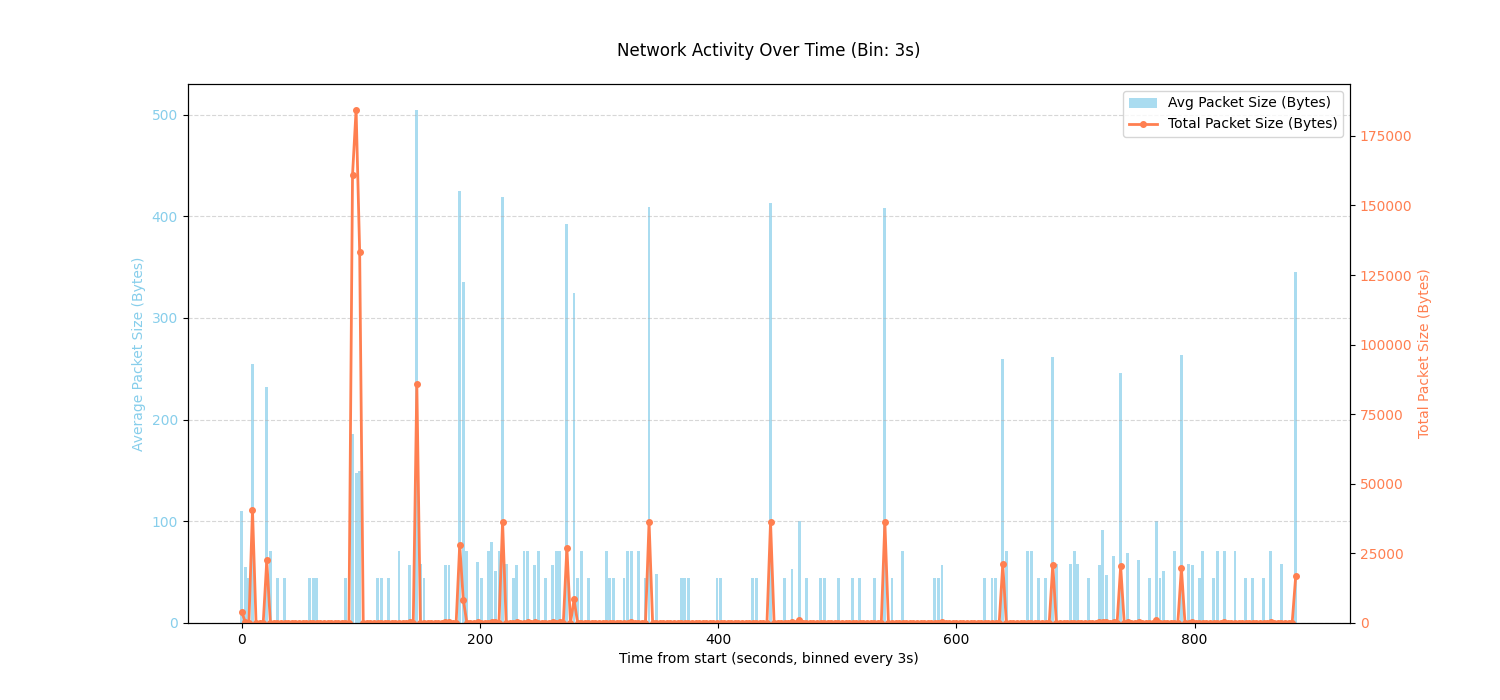 Network Activity Over Time (Bin: 3s)
Avg Packet Size (Bytes)
Total Packet Size (Bytes)
Average Packet Size (Bytes)
500
400
300
200
100
0
175000
150000
125000
100000
75000
50000
25000
0
Total Packet Size (Bytes)
0 200 400 600 800
Time from start (seconds, binned every 3s)